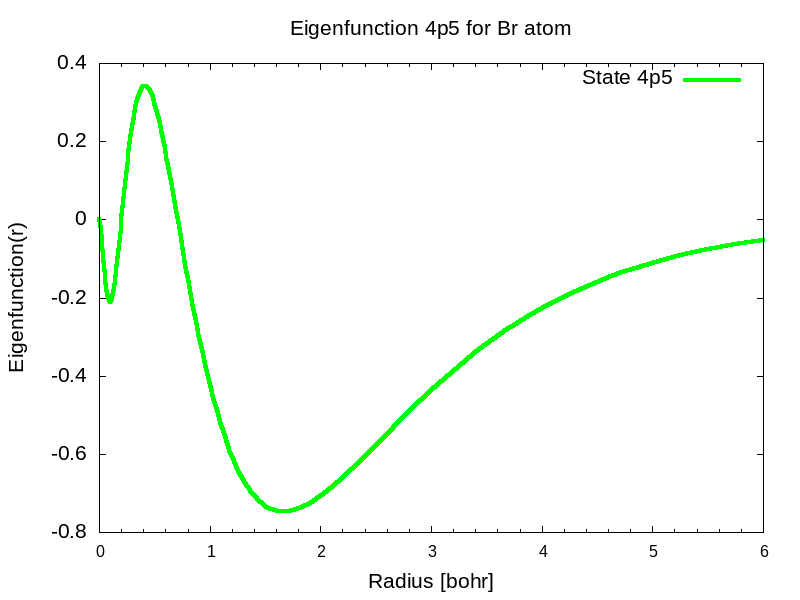 Eigenfunction 4p5 for Br atom
State 4p5
0.4
0.2
0
-0.2
-0.4
-0.6
-0.8
Eigenfunction(r)
0 1 2 3 4 5 6
Radius [bohr]